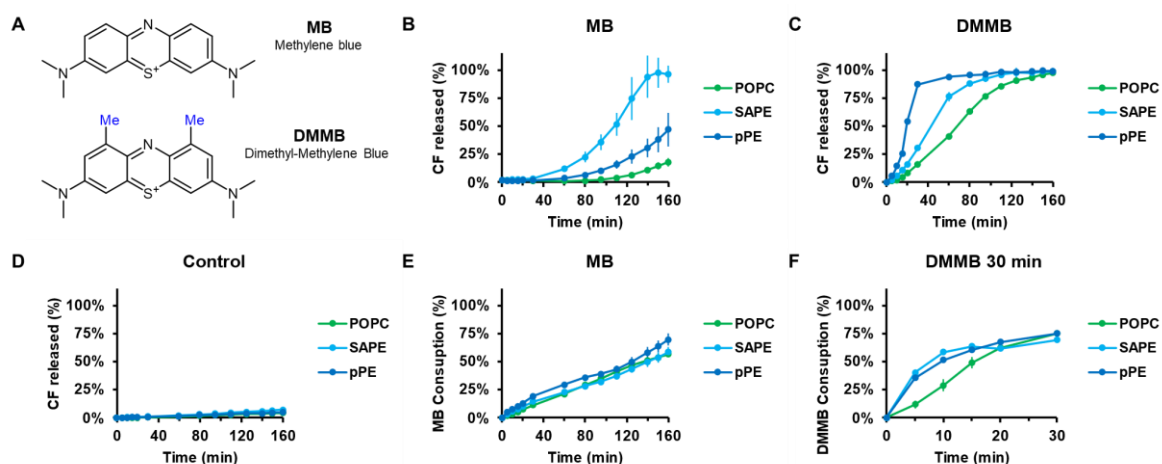 A
N
N
S+
N
MB
Methylene blue
Me
Me
N
N
S+
N
DMMB
Dimethyl-Methylene Blue
B
MB
CF released (%)
100%
75%
50%
25%
0%
0 40 80 120 160
Time (min)
POPC
SAPE
pPE
C
DMMB
CF released (%)
100%
75%
50%
25%
0%
0 40 80 120 160
Time (min)
POPC
SAPE
pPE
D
Control
CF released (%)
100%
75%
50%
25%
0%
0 40 80 120 160
Time (min)
POPC
SAPE
pPE
E
MB
MB Consuption (%)
100%
75%
50%
25%
0%
0 40 80 120 160
Time (min)
POPC
SAPE
pPE
F
DMMB 30 min
DMMB Consuption (%)
100%
75%
50%
25%
0%
0 10 20 30
Time (min)
POPC
SAPE
pPE